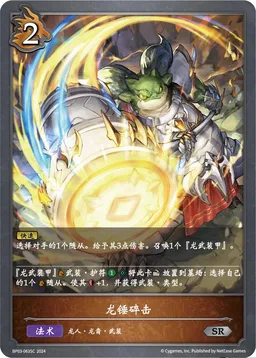 2
快速
选择对手的1个随从。给予其3点伤害。召唤1个『龙武装甲』。
『龙武装甲』 武装·护符 1 将此卡 放置到墓场:选择自己
的1个 随从。使其 +1,并获得武装·类型。
龙锤碎击
法术 龙人·龙裔·武装 SR
BP03-063SC 2024 © Cygames, Inc. Published by NetEase Games